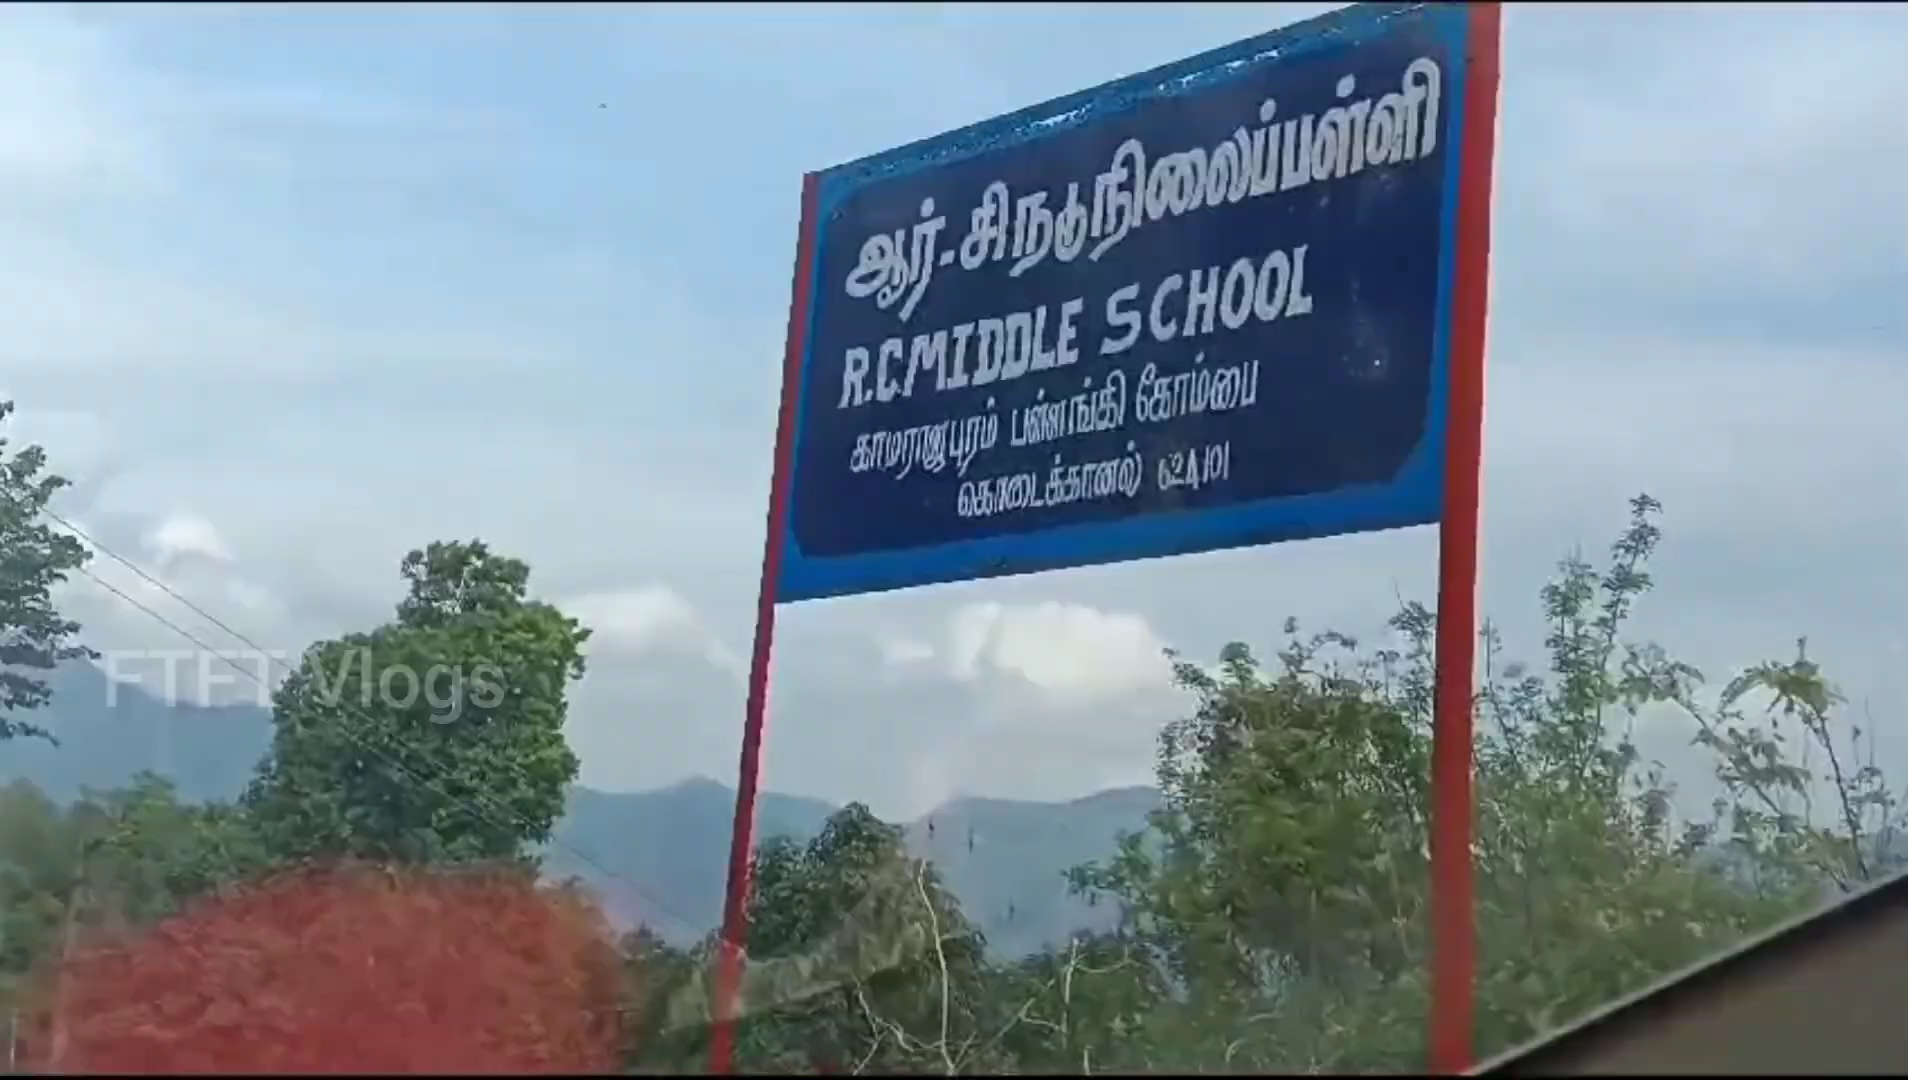 ஆர்.சி நடுநிலைப்பள்ளி
R.C.MIDDLE SCHOOL
காமராஜபுரம் பள்ளங்கி கோம்பை
கொடைக்கானல் 624101
FTFT Vlogs